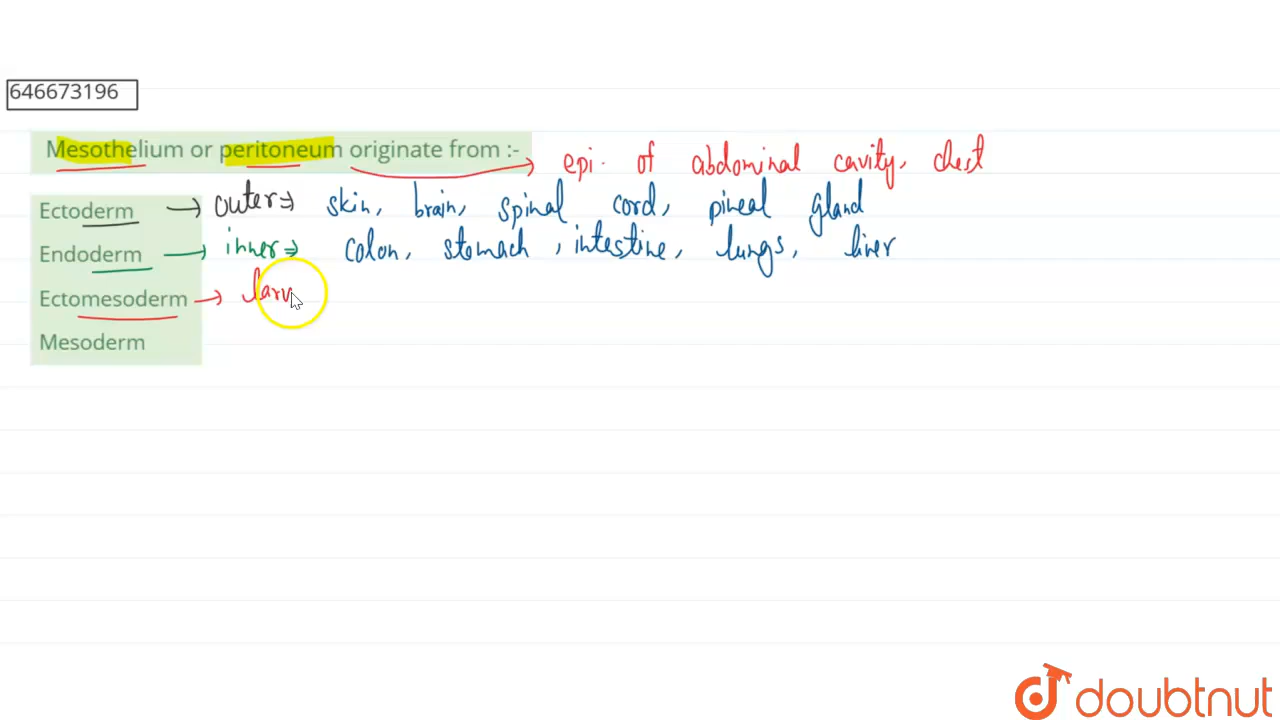 646673196
Mesothelium or peritoneum originate from :- epi. of abdominal cavity, chest
Ectoderm → outer ⇒ skin, brain, spinal cord, pineal gland
Endoderm → inner ⇒ colon, stomach, intestine, lungs, liver
Ectomesoderm → larv
Mesoderm
doubtnut